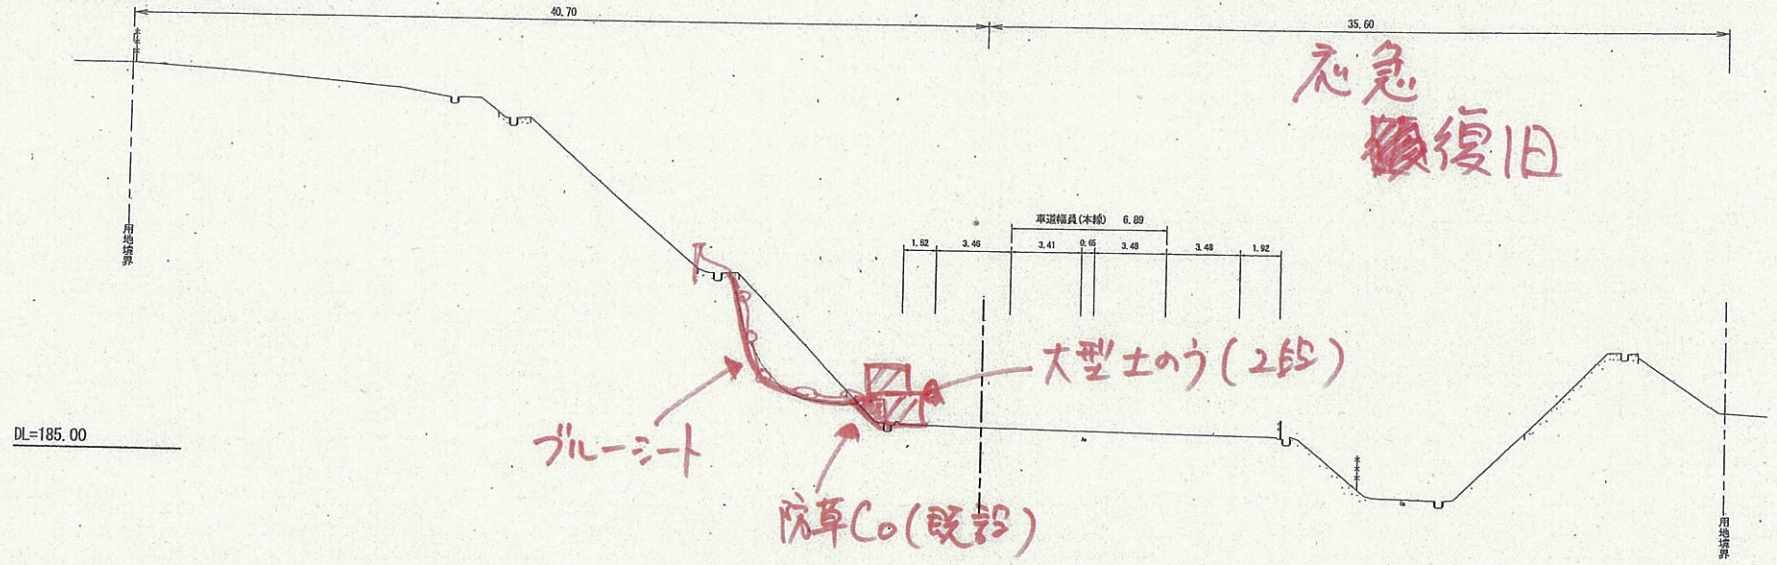 40.70
35.60
応急
復旧
用地境界
車道幅員(本線) 6.89
1.52 3.46 3.41 0.65 3.48 3.48 1.92
大型土のう(2段)
ブルーシート
DL=185.00
防草Co(既設)
用地境界